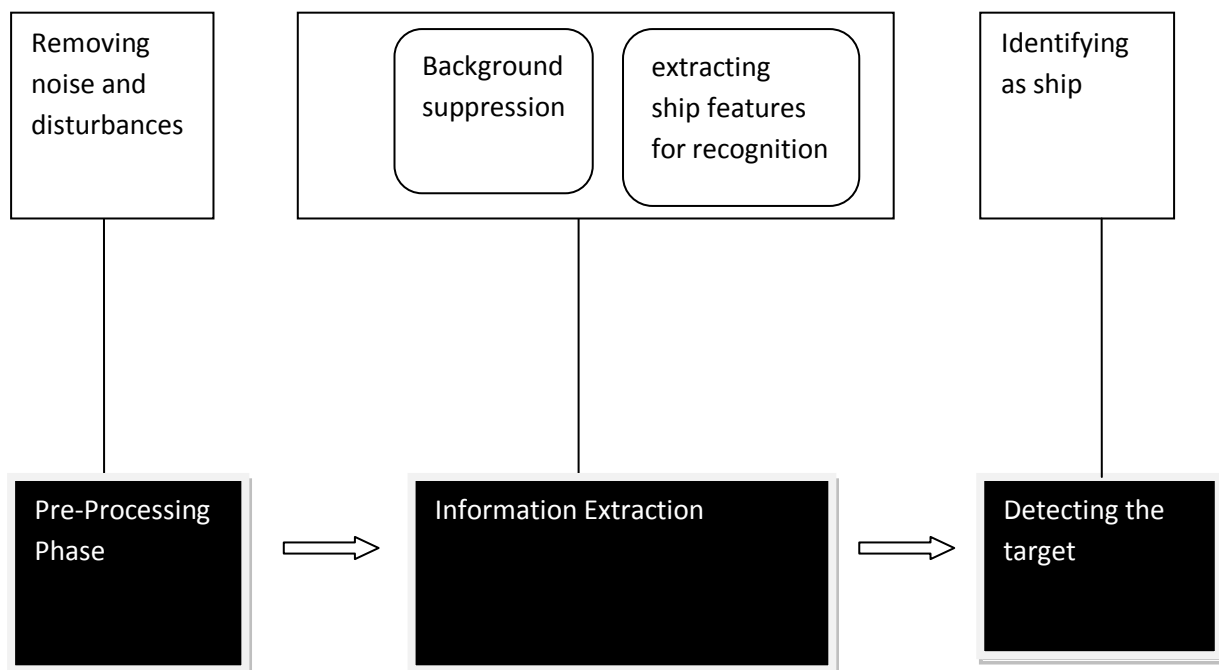 Removing
noise and
disturbances
Background
suppression
extracting
ship features
for recognition
Identifying
as ship
Pre-Processing
Phase
Information Extraction
Detecting the
target